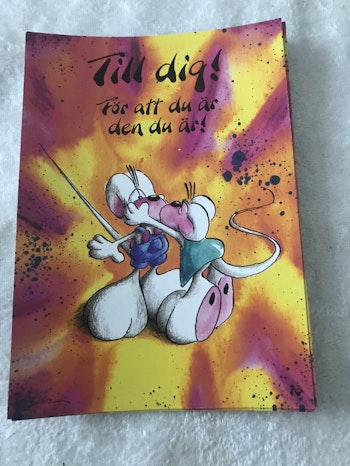 Till dig!
För att du är
den du är!